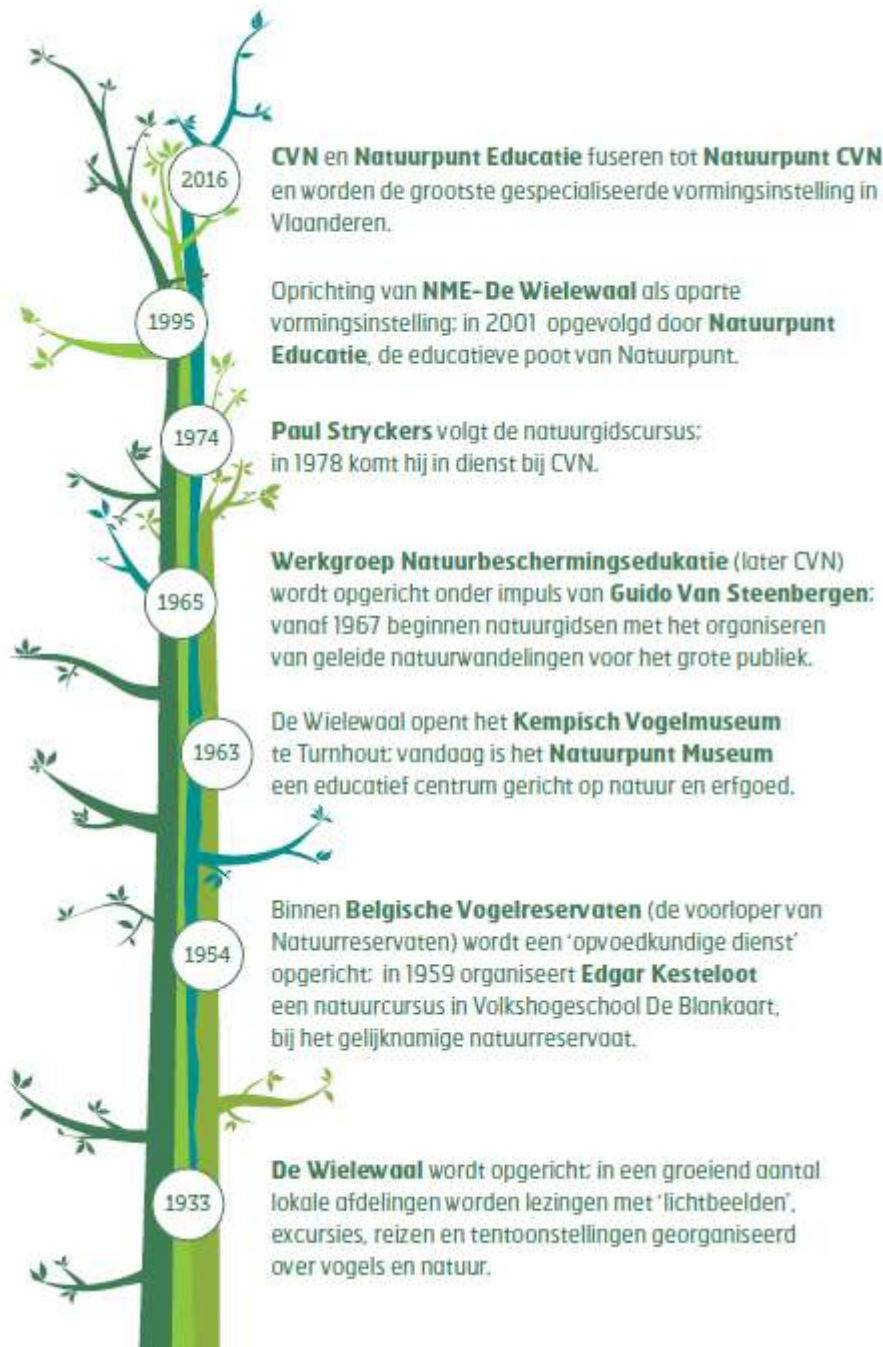 2016
CVN en Natuurpunt Educatie fuseren tot Natuurpunt CVN
en worden de grootste gespecialiseerde vormingsinstelling in
Vlaanderen.
1995
Oprichting van NME-De Wielewaal als aparte
vormingsinstelling: in 2001 opgevolgd door Natuurpunt
Educatie, de educatieve poot van Natuurpunt.
1974
Paul Stryckers volgt de natuurgidscursus:
in 1978 komt hij in dienst bij CVN.
1965
Werkgroep Natuurbeschermingsedukatie (later CVN)
wordt opgericht onder impuls van Guido Van Steenbergen:
vanaf 1967 beginnen natuurgidsen met het organiseren
van geleide natuurwandelingen voor het grote publiek.
1963
De Wielewaal opent het Kempisch Vogelmuseum
te Turnhout: vandaag is het Natuurpunt Museum
een educatief centrum gericht op natuur en erfgoed.
1954
Binnen Belgische Vogelreservaten (de voorloper van
Natuurreservaten) wordt een ‘opvoedkundige dienst’
opgericht: in 1959 organiseert Edgar Kesteloot
een natuurcursus in Volkshogeschool De Blankaart,
bij het gelijknamige natuurreservaat.
1933
De Wielewaal wordt opgericht: in een groeiend aantal
lokale afdelingen worden lezingen met ‘lichtbeelden’,
excursies, reizen en tentoonstellingen georganiseerd
over vogels en natuur.